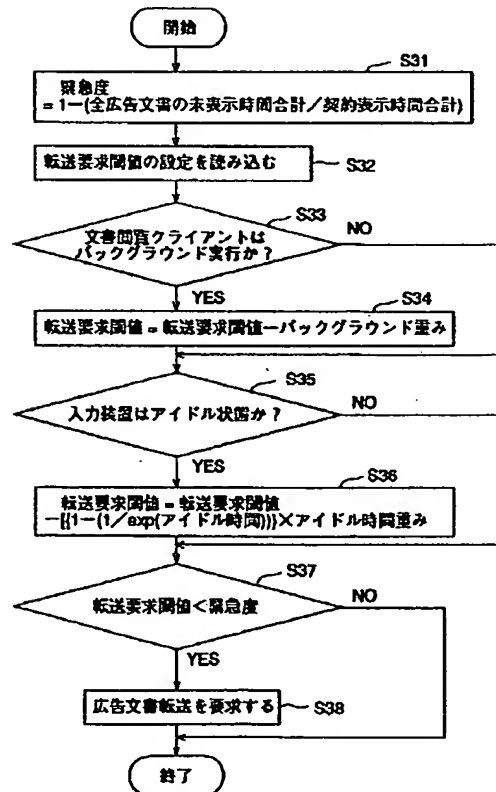 開始
S31
緊急度
= 1ー(全広告文書の未表示時間合計／契約表示時間合計)
転送要求閾値の設定を読み込む
S32
S33
文書閲覧クライアントは
バックグラウンド実行か？
NO
YES
S34
転送要求閾値 = 転送要求閾値ーバックグラウンド重み
S35
入力装置はアイドル状態か？
NO
YES
S36
転送要求閾値 = 転送要求閾値
ー[{1ー(1／exp(アイドル時間))}×アイドル時間重み
S37
転送要求閾値＜緊急度
NO
YES
広告文書転送を要求する
S38
終了